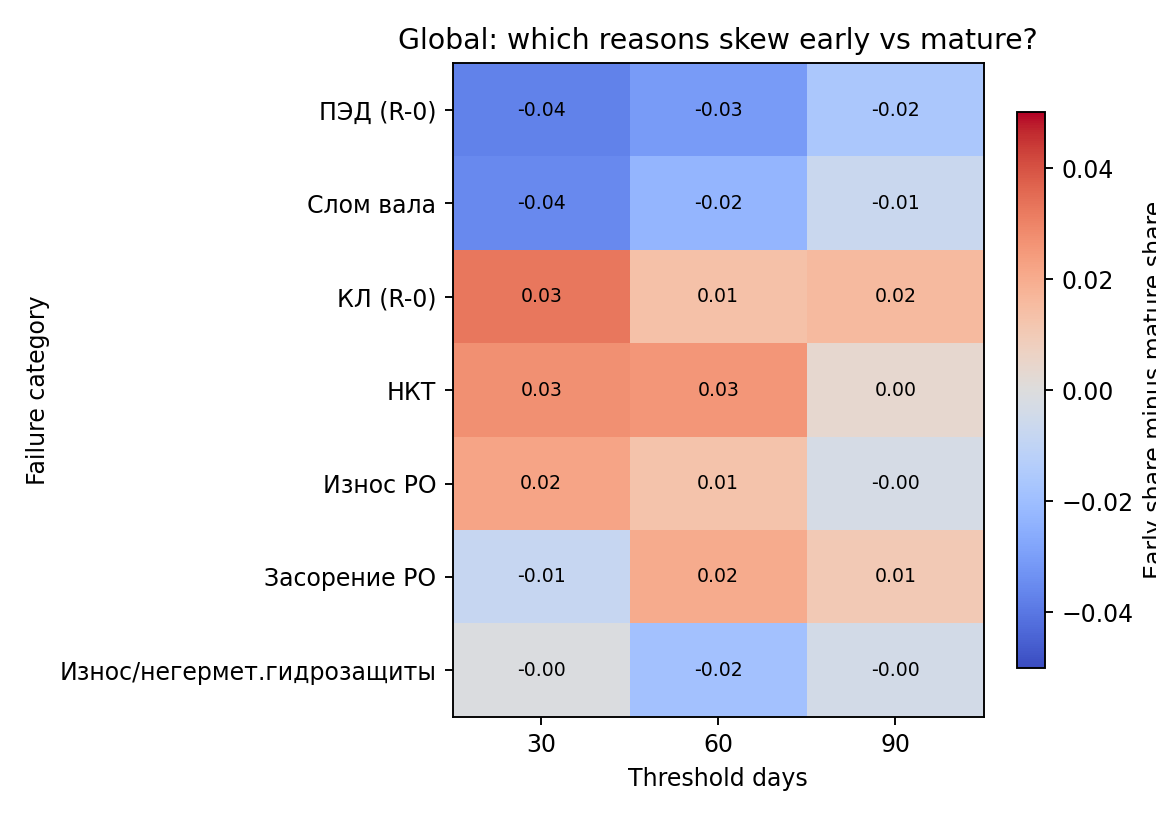 Global: which reasons skew early vs mature?
Failure category
ПЭД (R-0) -0.04 -0.03 -0.02
Слом вала -0.04 -0.02 -0.01
КЛ (R-0) 0.03 0.01 0.02
НКТ 0.03 0.03 0.00
Износ РО 0.02 0.01 -0.00
Засорение РО -0.01 0.02 0.01
Износ/негермет.гидрозащиты -0.00 -0.02 -0.00
30 60 90
Threshold days
0.04
0.02
0.00
−0.02
−0.04
Early share minus mature share